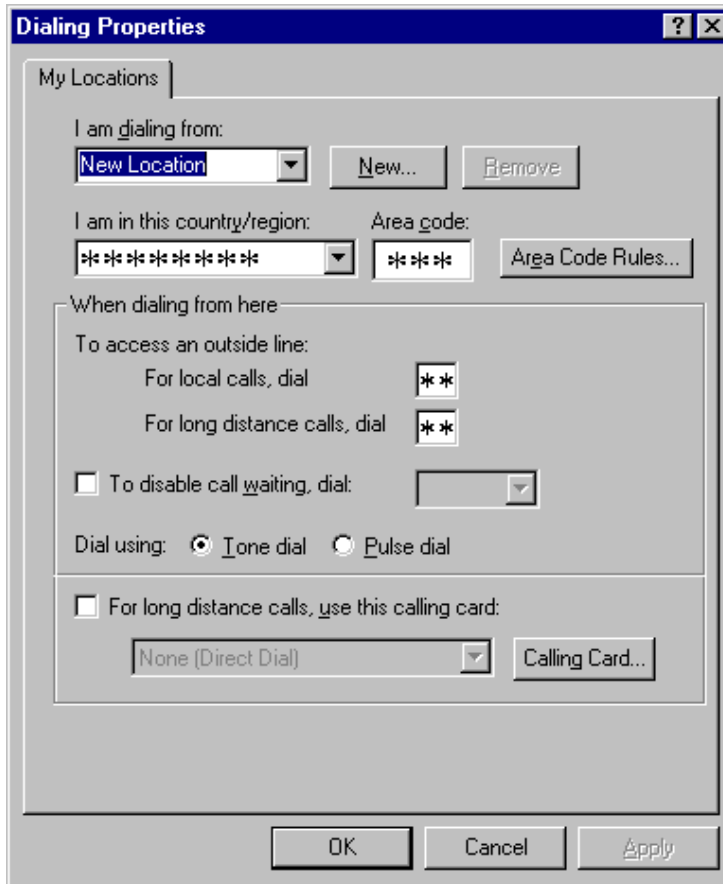 Dialing Properties
My Locations
I am dialing from:
New Location New... Remove
I am in this country/region: Area code:
******** *** Area Code Rules...
When dialing from here
To access an outside line:
For local calls, dial **
For long distance calls, dial **
To disable call waiting, dial:
Dial using: Tone dial Pulse dial
For long distance calls, use this calling card:
None (Direct Dial) Calling Card...
OK Cancel Apply